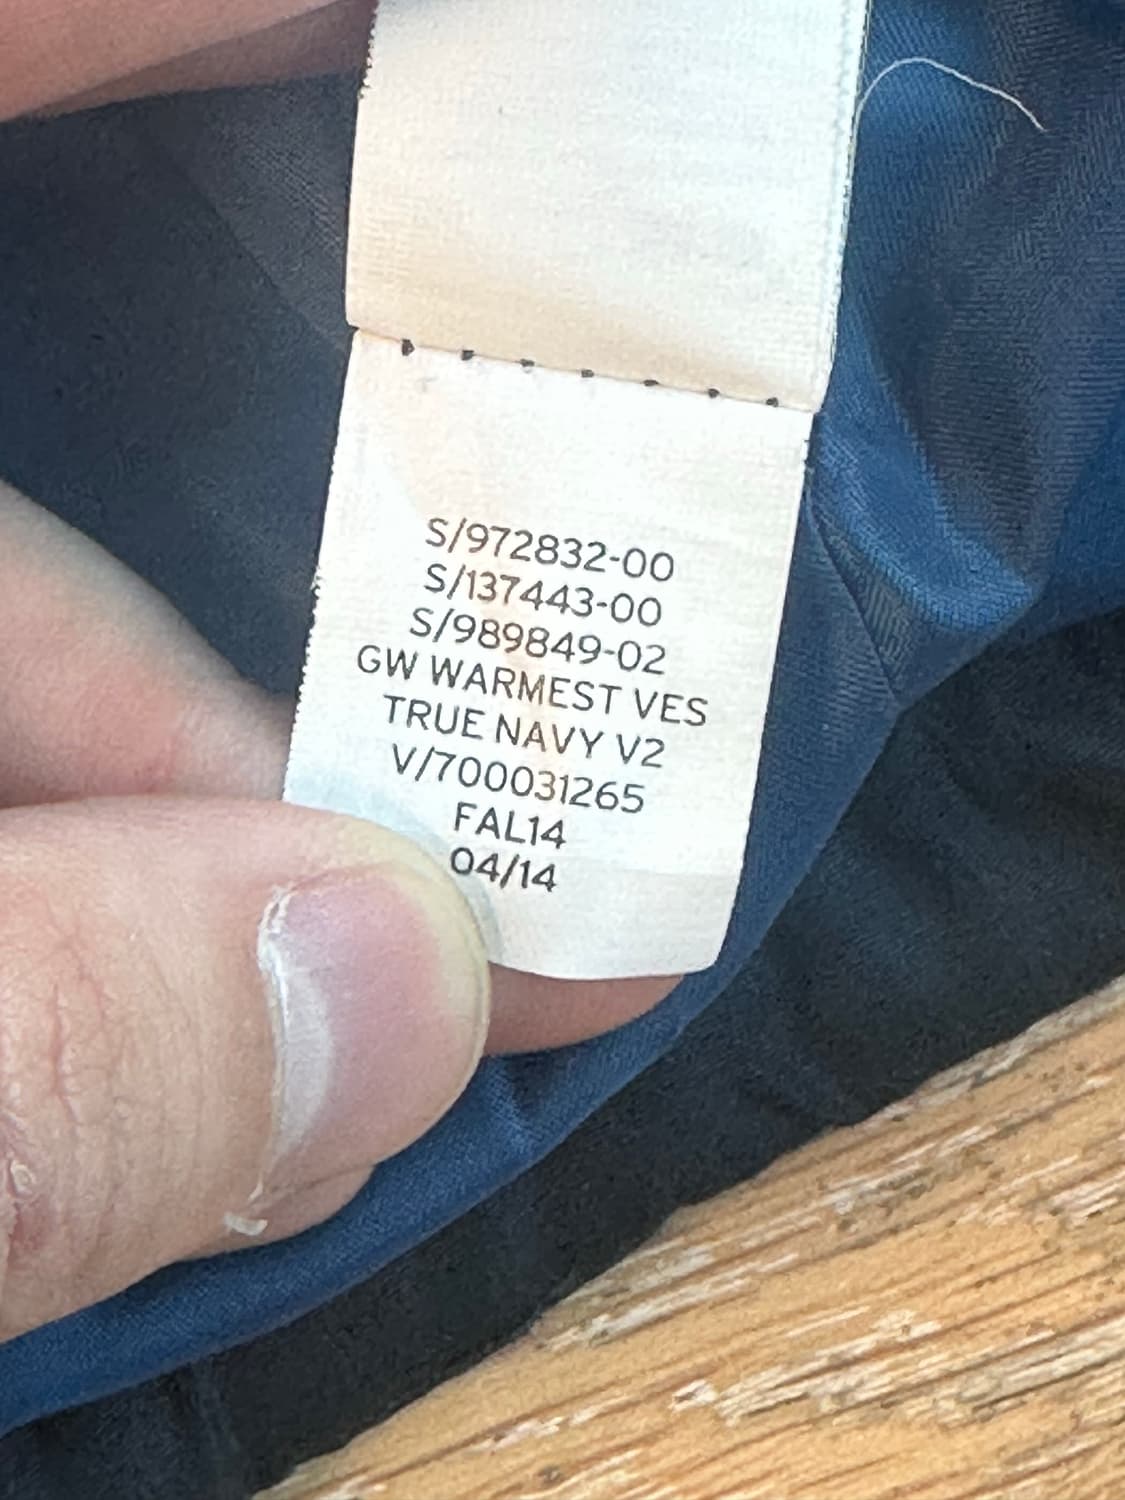 S/972832-00
S/137443-00
S/989849-02
GW WARMEST VES
TRUE NAVY V2
V/700031265
FAL14
04/14